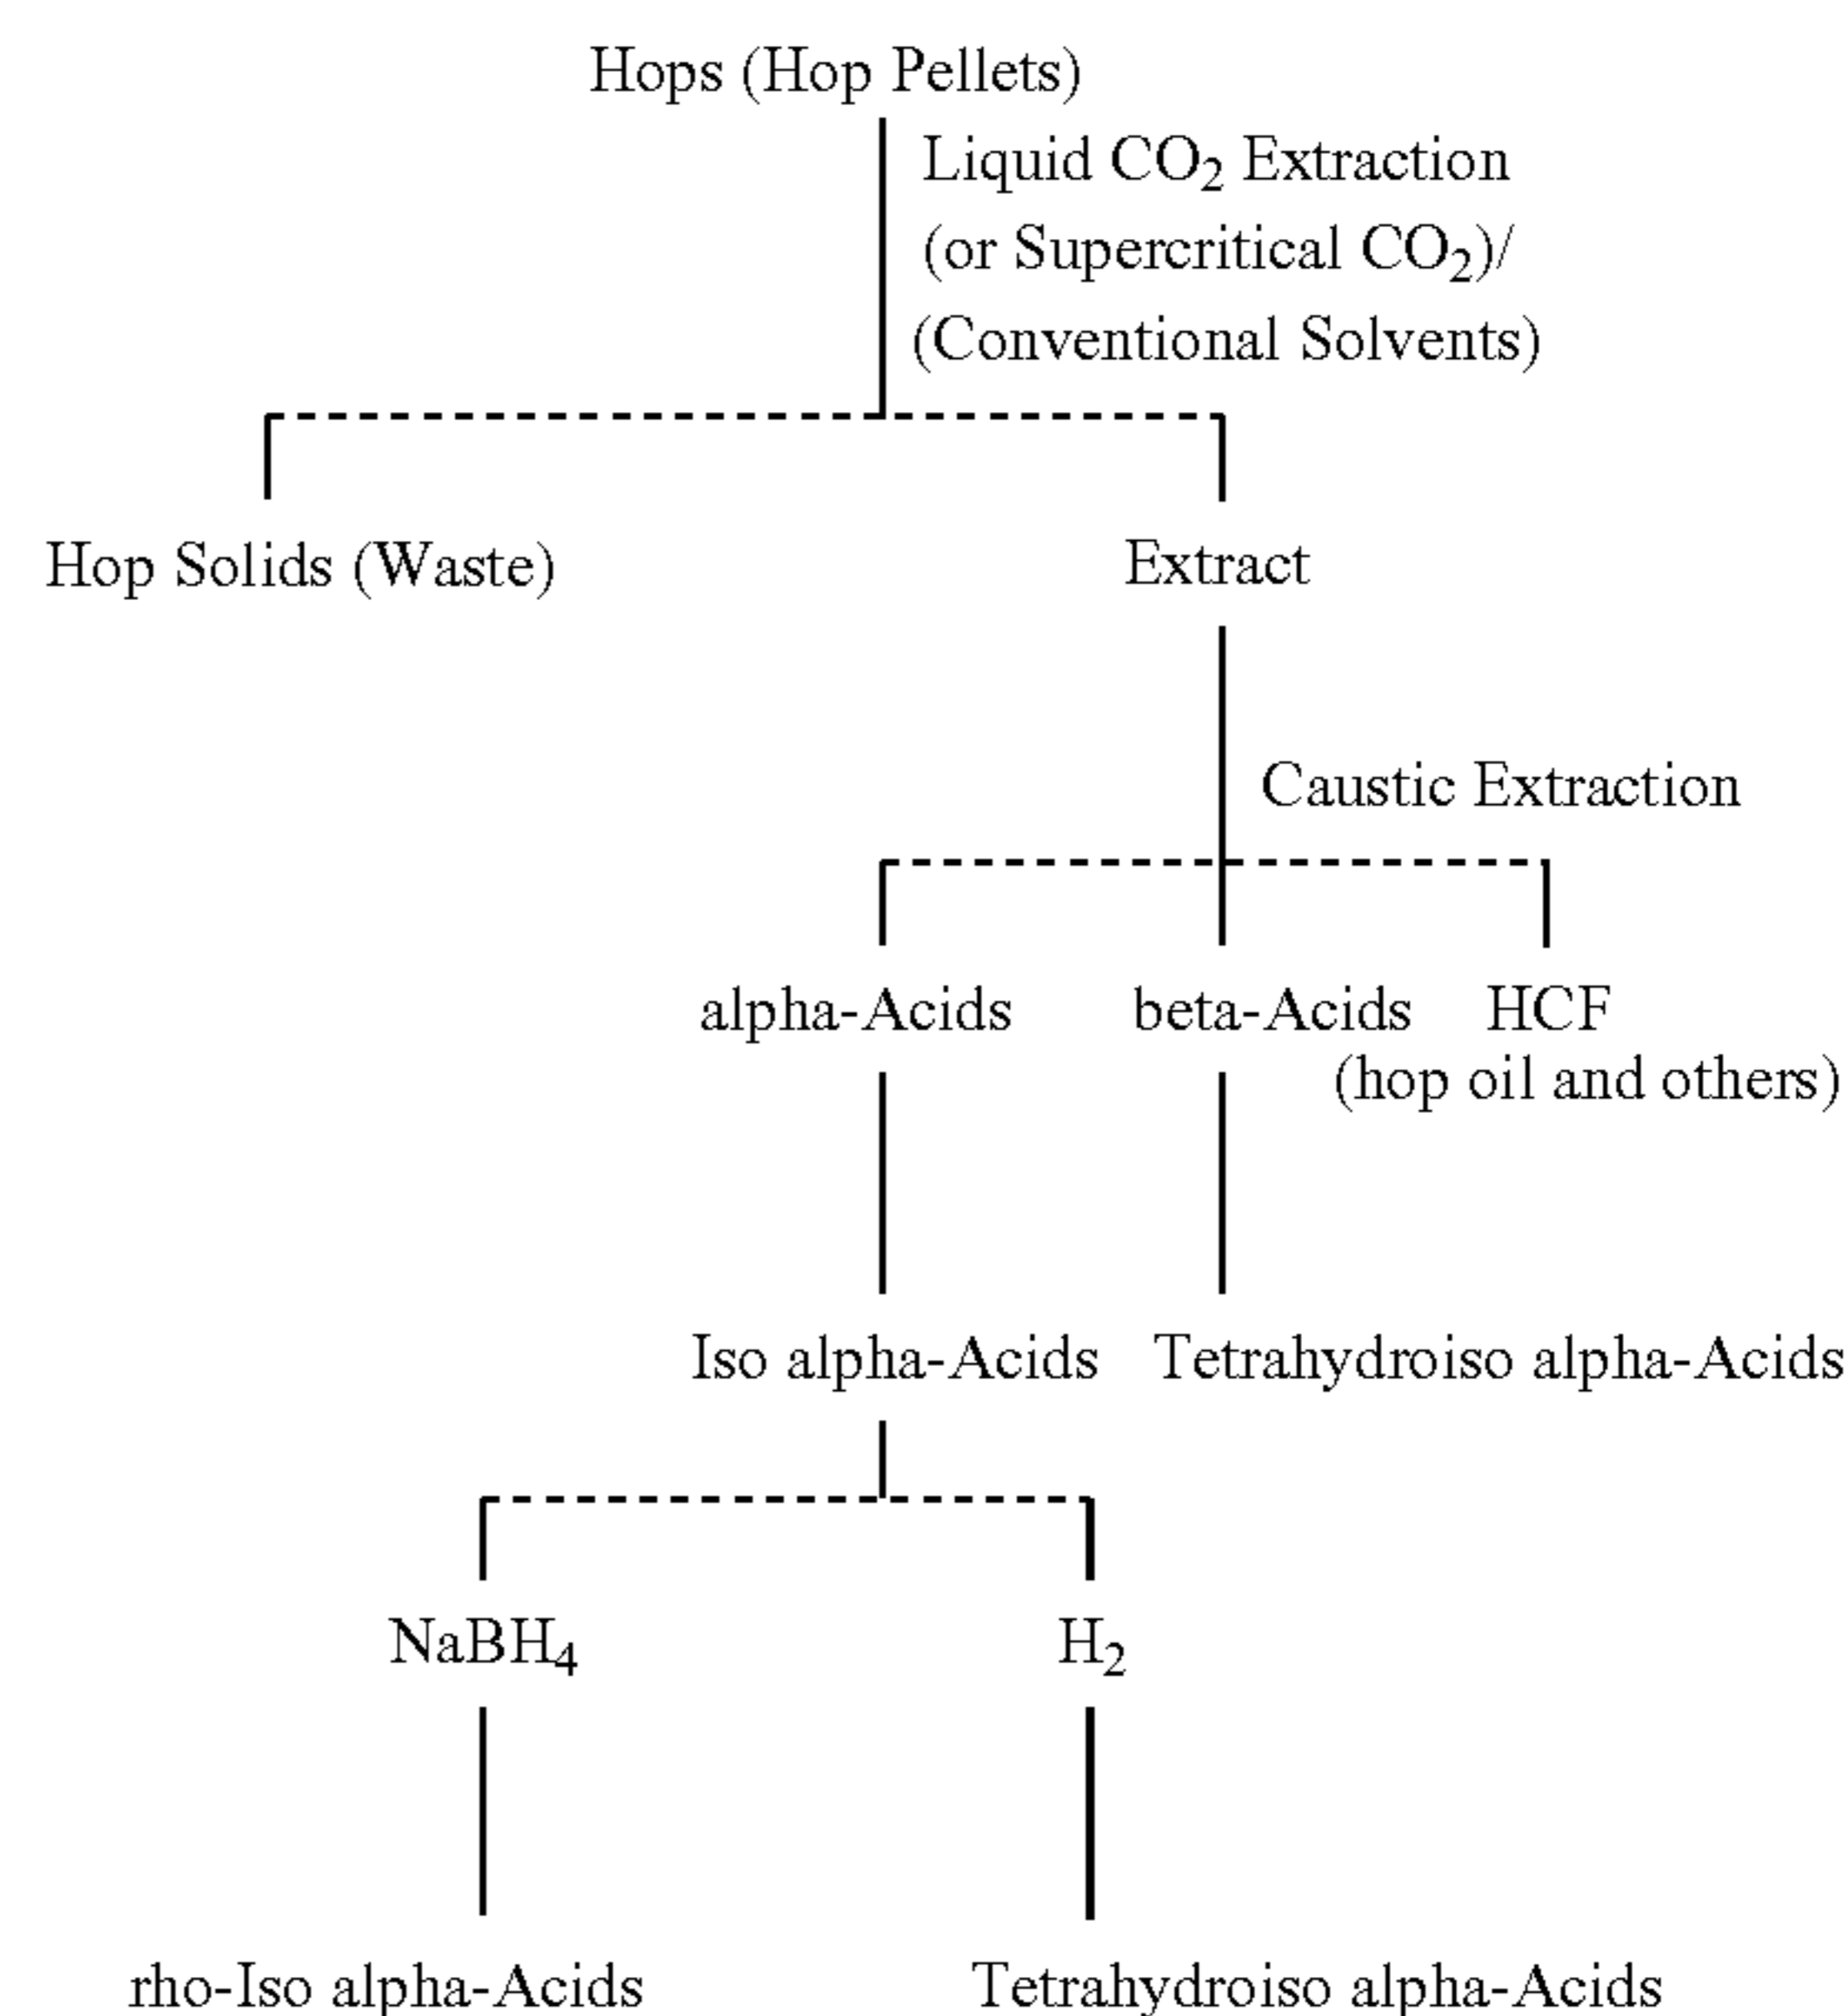 Hops (Hop Pellets)
Liquid CO₂ Extraction
(or Supercritical CO₂)/
(Conventional Solvents)
Hop Solids (Waste)
Extract
Caustic Extraction
alpha-Acids
beta-Acids
HCF
(hop oil and others)
Iso alpha-Acids
Tetrahydroiso alpha-Acids
NaBH₄
H₂
rho-Iso alpha-Acids
Tetrahydroiso alpha-Acids